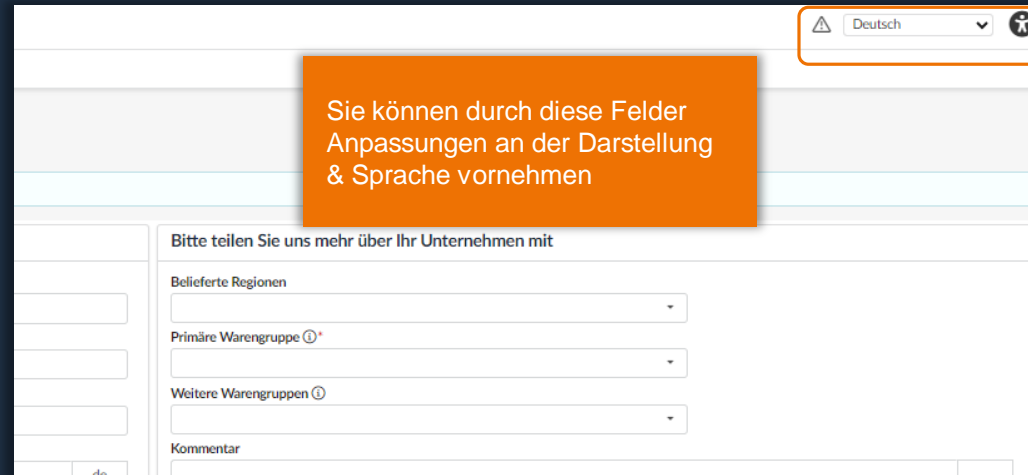 Deutsch
Sie können durch diese Felder
Anpassungen an der Darstellung
& Sprache vornehmen
Bitte teilen Sie uns mehr über Ihr Unternehmen mit
Belieferte Regionen
Primäre Warengruppe ⓘ*
Weitere Warengruppen ⓘ
Kommentar